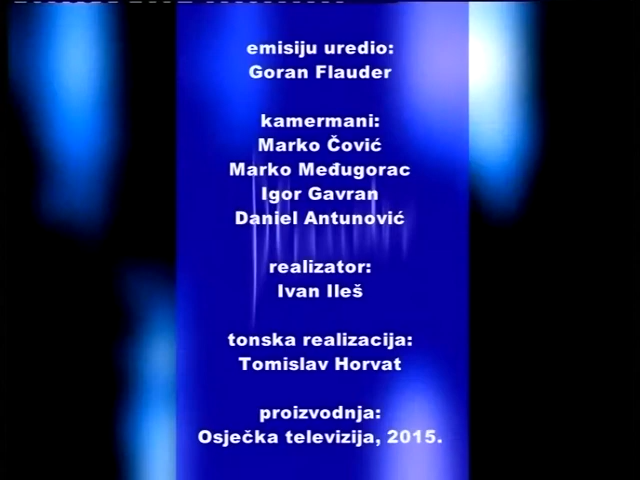 emisiju uredio:
Goran Flauder
kamermani:
Marko Čović
Marko Međugorac
Igor Gavran
Daniel Antunović
realizator:
Ivan Ileš
tonska realizacija:
Tomislav Horvat
proizvodnja:
Osječka televizija, 2015.